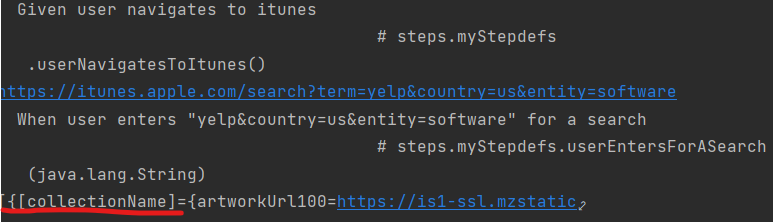 Given user navigates to itunes
# steps.myStepdefs
.userNavigatesToItunes()
https://itunes.apple.com/search?term=yelp&country=us&entity=software
When user enters "yelp&country=us&entity=software" for a search
# steps.myStepdefs.userEntersForASearch
(java.lang.String)
[{[collectionName]={artworkUrl100=https://is1-ssl.mzstatic